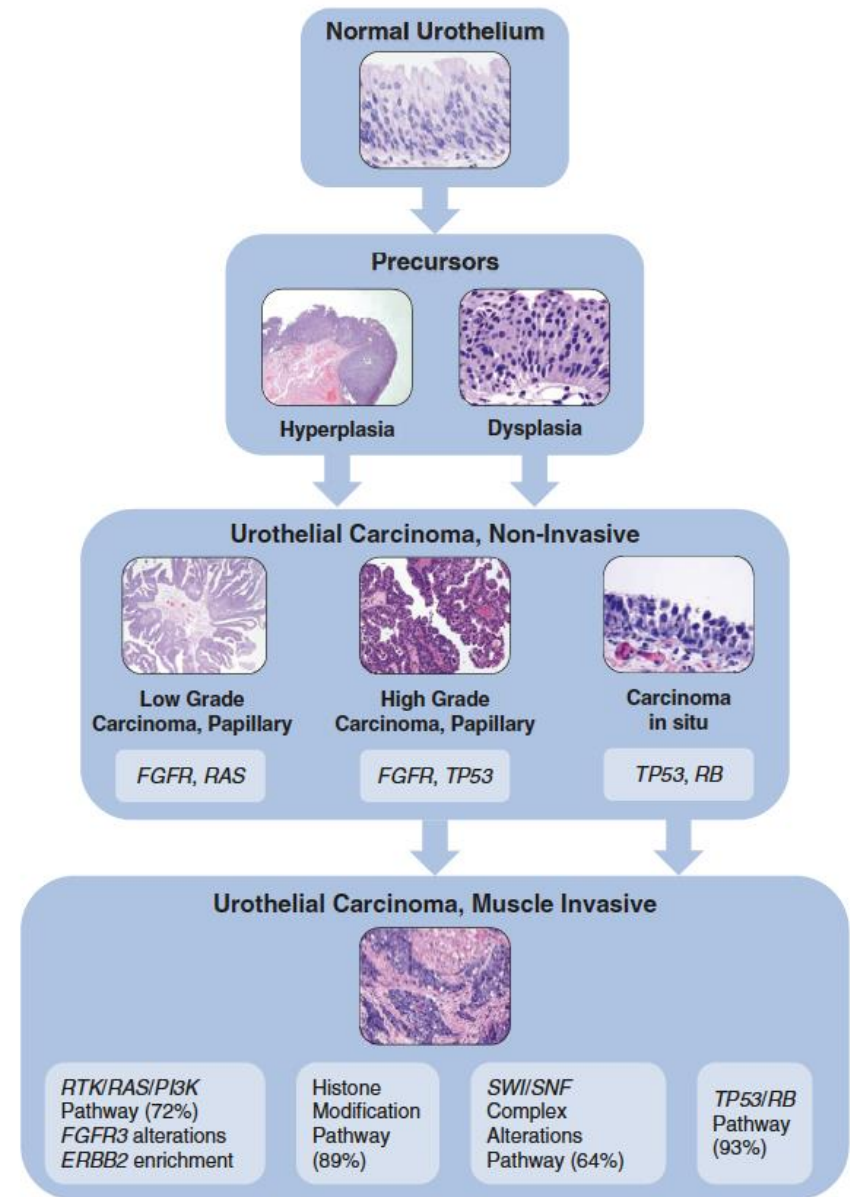 Normal Urothelium
Precursors
Hyperplasia
Dysplasia
Urothelial Carcinoma, Non-Invasive
Low Grade
Carcinoma, Papillary
FGFR, RAS
High Grade
Carcinoma, Papillary
FGFR, TP53
Carcinoma
in situ
TP53, RB
Urothelial Carcinoma, Muscle Invasive
RTK/RAS/PI3K
Pathway (72%)
FGFR3 alterations
ERBB2 enrichment
Histone
Modification
Pathway
(89%)
SWI/SNF
Complex
Alterations
Pathway (64%)
TP53/RB
Pathway
(93%)